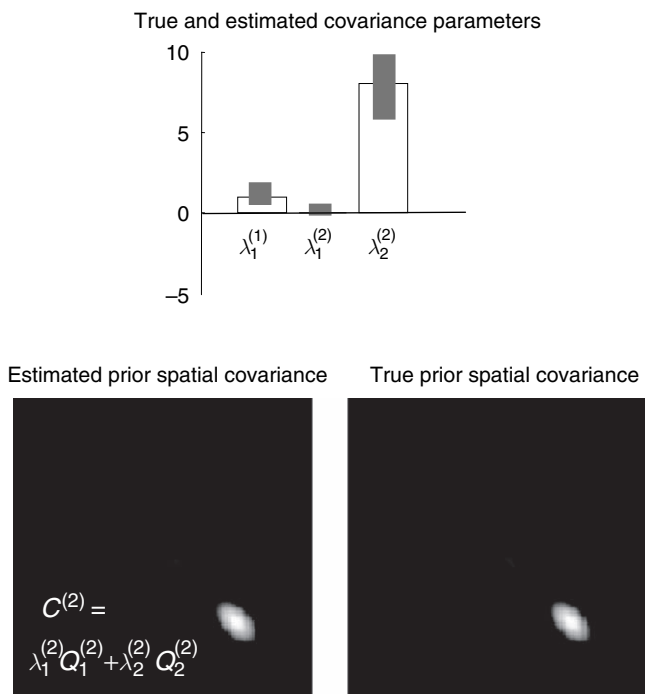 True and estimated covariance parameters
10
5
0
λ₁⁽¹⁾ λ₁⁽²⁾ λ₂⁽²⁾
–5
Estimated prior spatial covariance
True prior spatial covariance
C⁽²⁾ =
λ₁⁽²⁾Q₁⁽²⁾+λ₂⁽²⁾ Q₂⁽²⁾